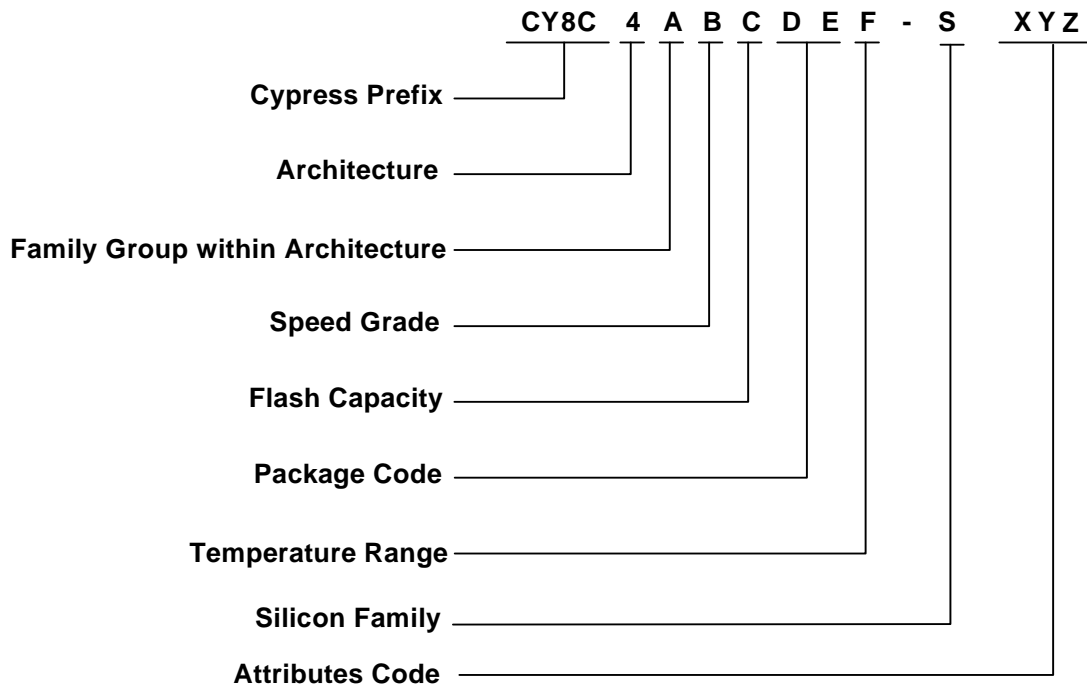 CY8C 4 A B C D E F - S X Y Z
Cypress Prefix
Architecture
Family Group within Architecture
Speed Grade
Flash Capacity
Package Code
Temperature Range
Silicon Family
Attributes Code